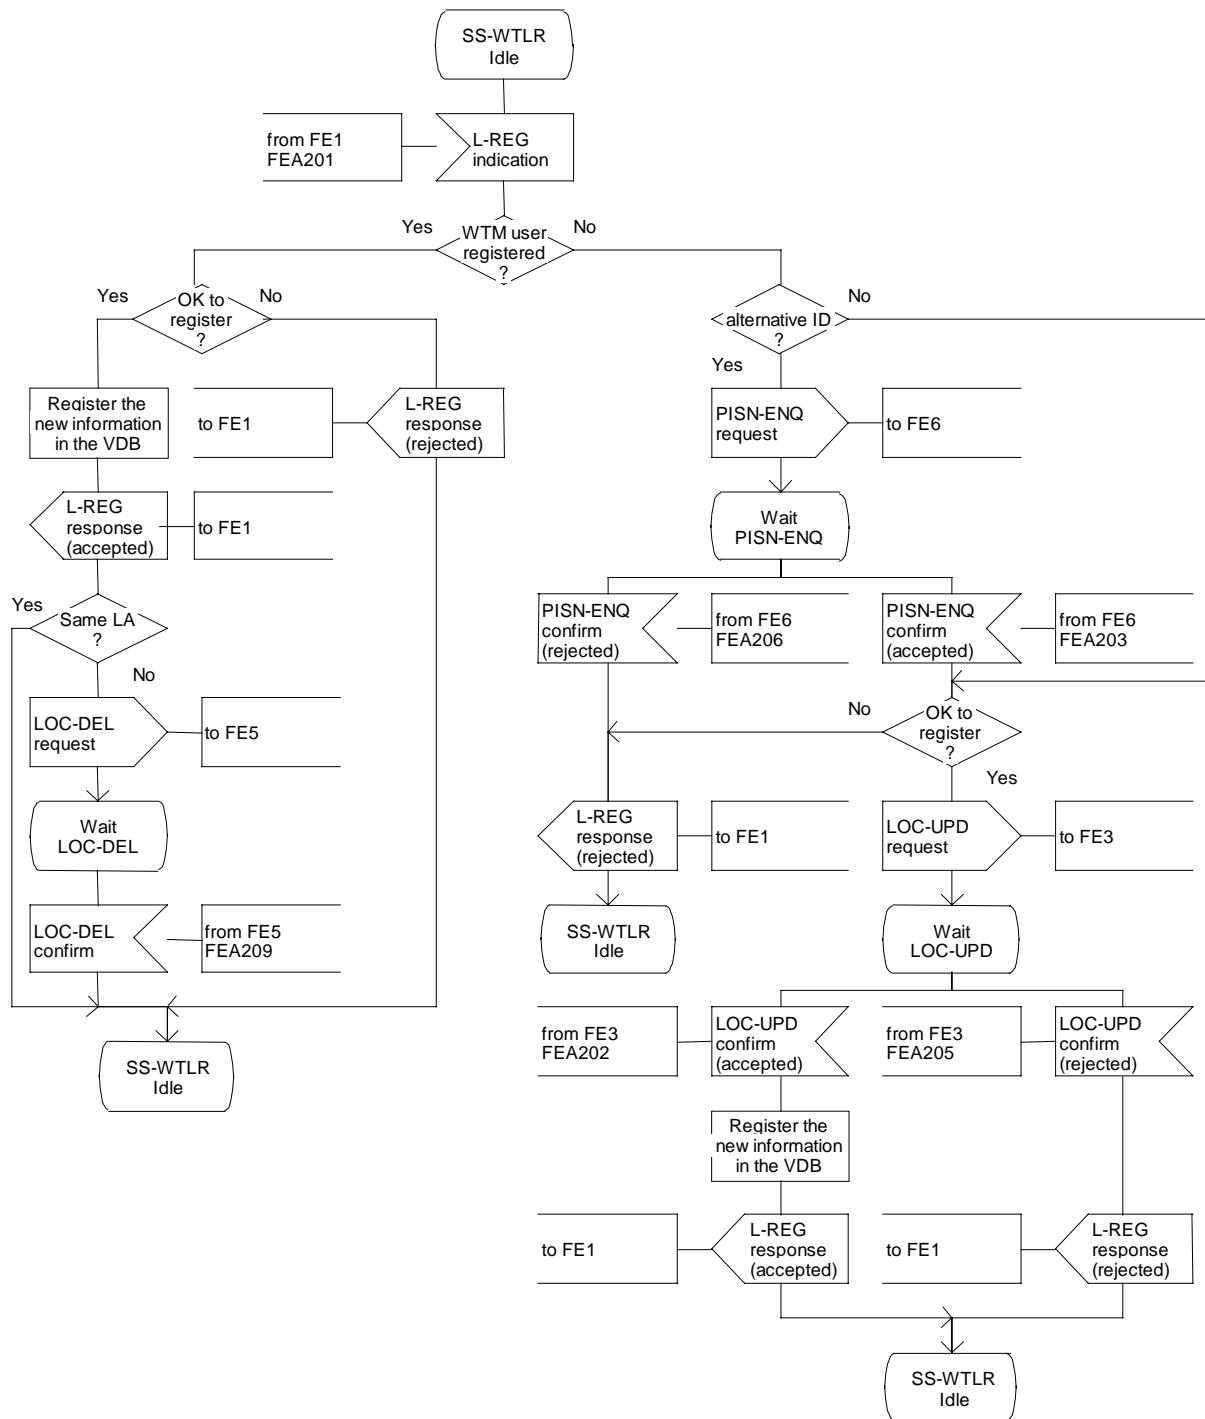 SS-WTLR
Idle
from FE1
FEA201
L-REG
indication
Yes
WTM user
registered
?
No
Yes
OK to
register
?
No
alternative ID
?
No
Yes
Register the
new information
in the VDB
to FE1
L-REG
response
(rejected)
PISN-ENQ
request
to FE6
L-REG
response
(accepted)
to FE1
Wait
PISN-ENQ
Yes
Same LA
?
No
PISN-ENQ
confirm
(rejected)
from FE6
FEA206
PISN-ENQ
confirm
(accepted)
from FE6
FEA203
LOC-DEL
request
to FE5
No
OK to
register
?
Yes
Wait
LOC-DEL
L-REG
response
(rejected)
to FE1
LOC-UPD
request
to FE3
LOC-DEL
confirm
from FE5
FEA209
SS-WTLR
Idle
Wait
LOC-UPD
SS-WTLR
Idle
from FE3
FEA202
LOC-UPD
confirm
(accepted)
from FE3
FEA205
LOC-UPD
confirm
(rejected)
Register the
new information
in the VDB
to FE1
L-REG
response
(accepted)
to FE1
L-REG
response
(rejected)
SS-WTLR
Idle